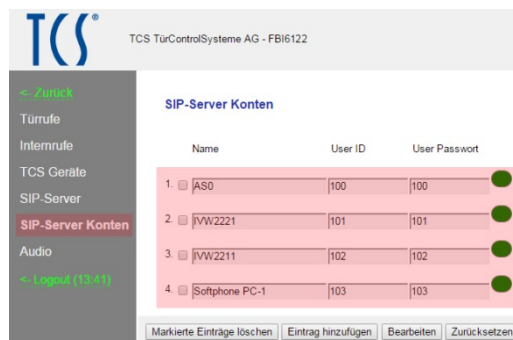 TCS
TCS TürControlSysteme AG - FBI6122
<- Zurück
Türrufe
Internrufe
TCS Geräte
SIP-Server
SIP-Server Konten
Audio
<- Logout (13:41)
SIP-Server Konten
Name User ID User Passwort
1. AS0 100 100
2. IVW2221 101 101
3. IVW2211 102 102
4. Softphone PC-1 103 103
Markierte Einträge löschen Eintrag hinzufügen Bearbeiten Zurücksetzen